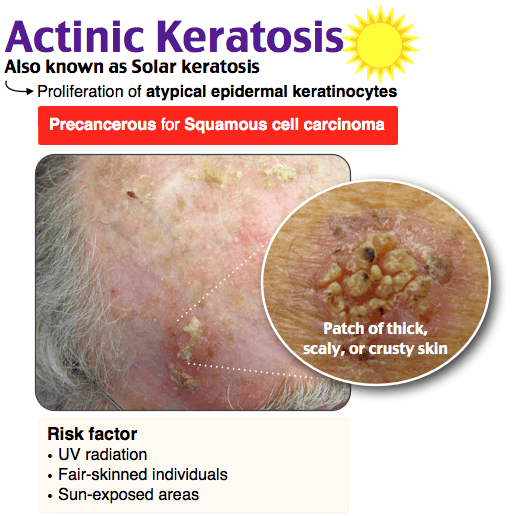 Actinic Keratosis
Also known as Solar keratosis
Proliferation of atypical epidermal keratinocytes
Precancerous for Squamous cell carcinoma
Patch of thick,
scaly, or crusty skin
Risk factor
• UV radiation
• Fair-skinned individuals
• Sun-exposed areas